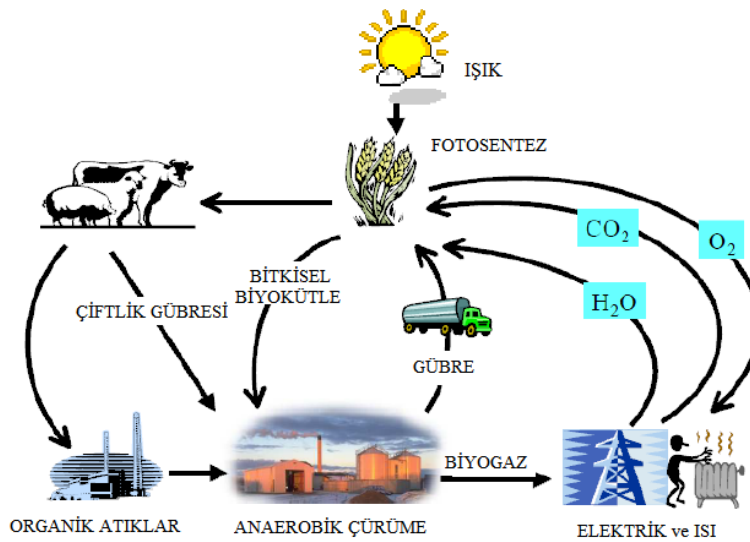 IŞIK
FOTOSENTEZ
CO₂
O₂
BİTKİSEL
BİYOKÜTLE
H₂O
ÇİFTLİK GÜBRESİ
GÜBRE
BİYOGAZ
ORGANİK ATIKLAR
ANAEROBİK ÇÜRÜME
ELEKTRİK ve ISI